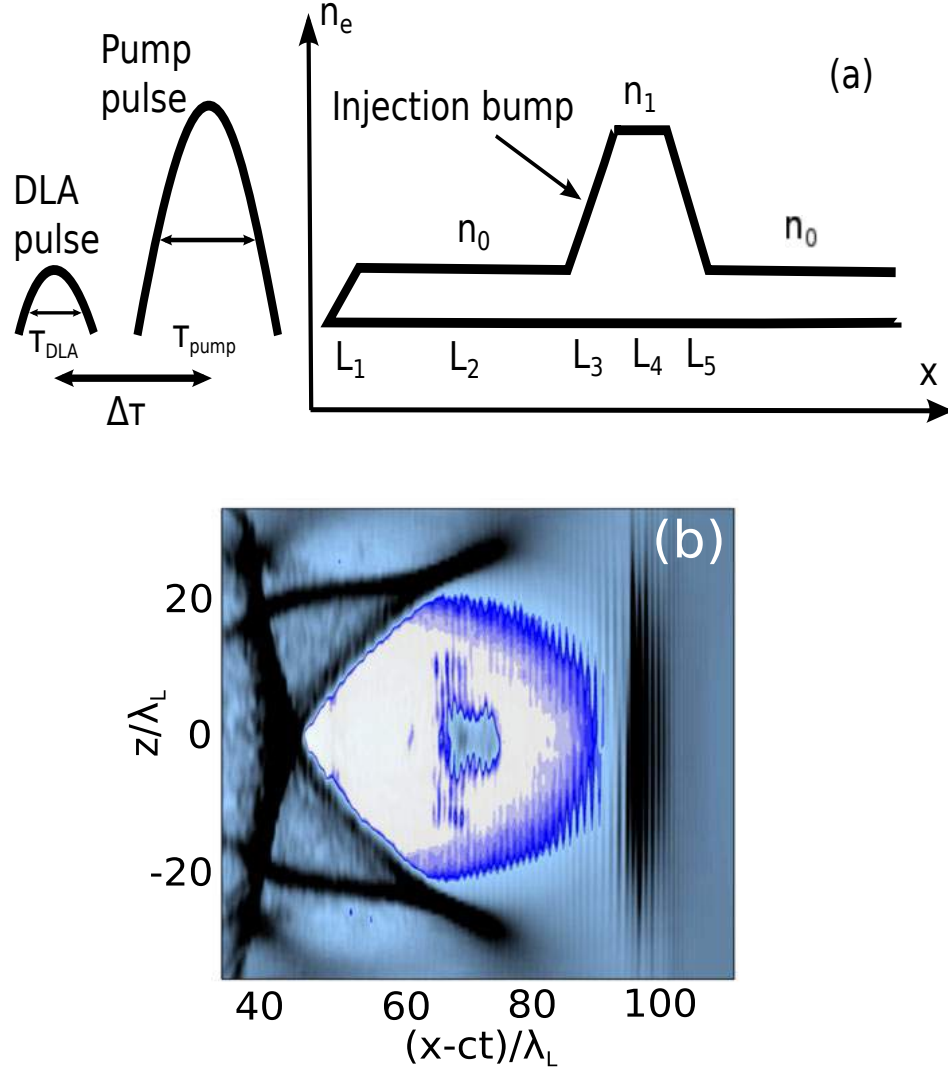 Pump
pulse
DLA
pulse
τ_DLA
τ_pump
Δτ
n_e
(a)
Injection bump
n_1
n_0
n_0
L_1
L_2
L_3
L_4
L_5
x
(b)
20
0
-20
z/λ_L
40
60
80
100
(x-ct)/λ_L